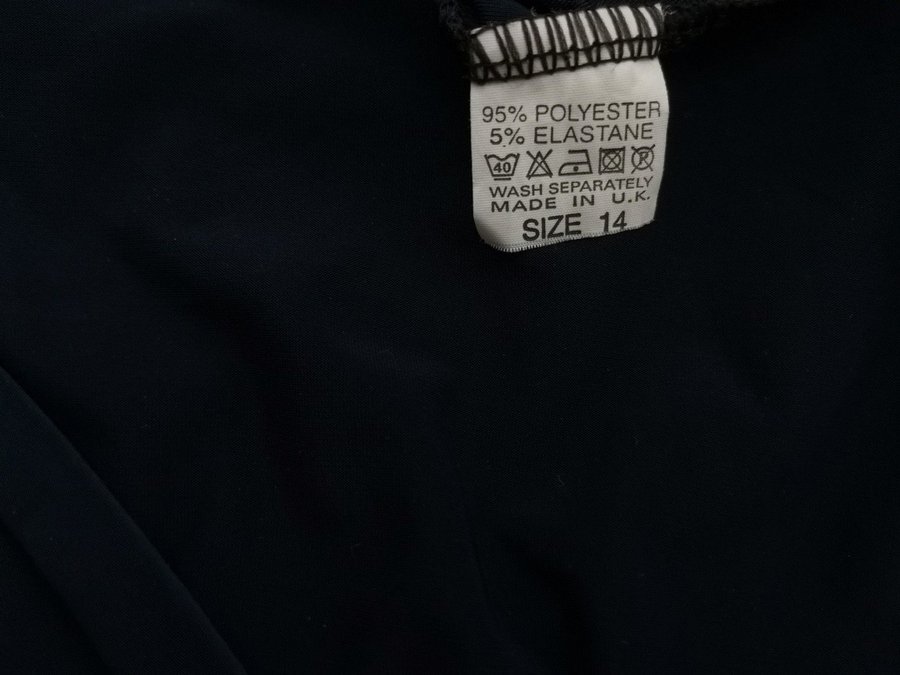 95% POLYESTER
5% ELASTANE
40 P
WASH SEPARATELY
MADE IN U.K.
SIZE 14